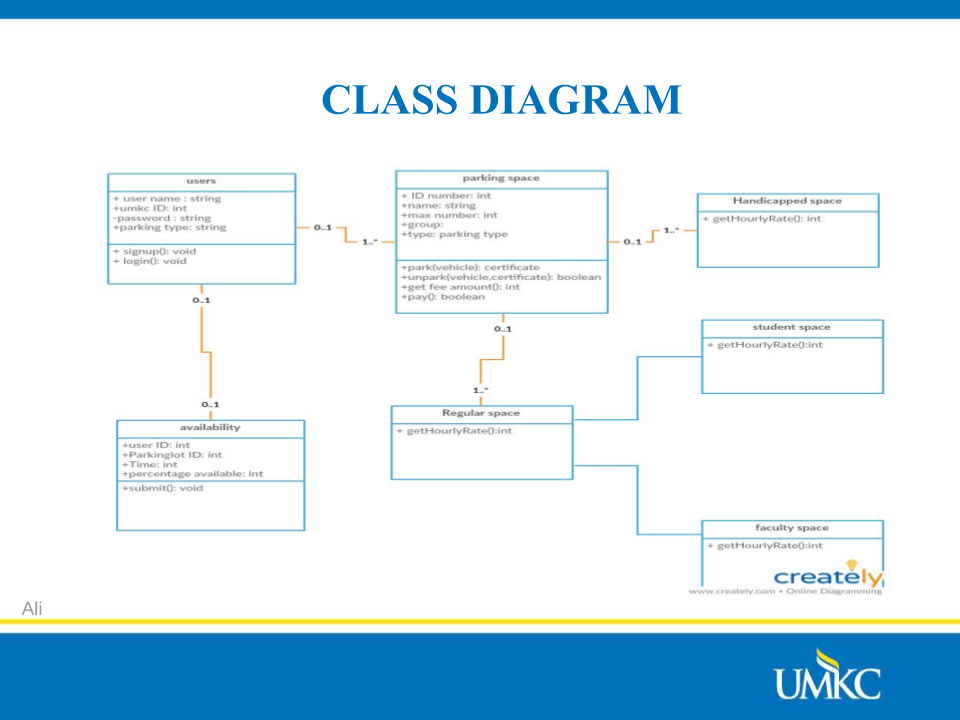 CLASS DIAGRAM
users
+ user name : string
+umkc ID: int
-password : string
+parking type: string
+ signup(): void
+ login(): void
0..1
1..*
parking space
+ ID number: int
+name: string
+max number: int
+group:
+type: parking type
+park(vehicle): certificate
+unpark(vehicle,certificate): boolean
+get fee amount(): int
+pay(): boolean
0..1
1..*
Handicapped space
+ getHourlyRate(): int
0..1
0..1
availability
+user ID: int
+Parkinglot ID: int
+Time: int
+percentage available: int
+submit(): void
0..1
1..*
Regular space
+ getHourlyRate():int
student space
+ getHourlyRate():int
faculty space
+ getHourlyRate():int
creately
www.creately.com • Online Diagramming
Ali
UMKC